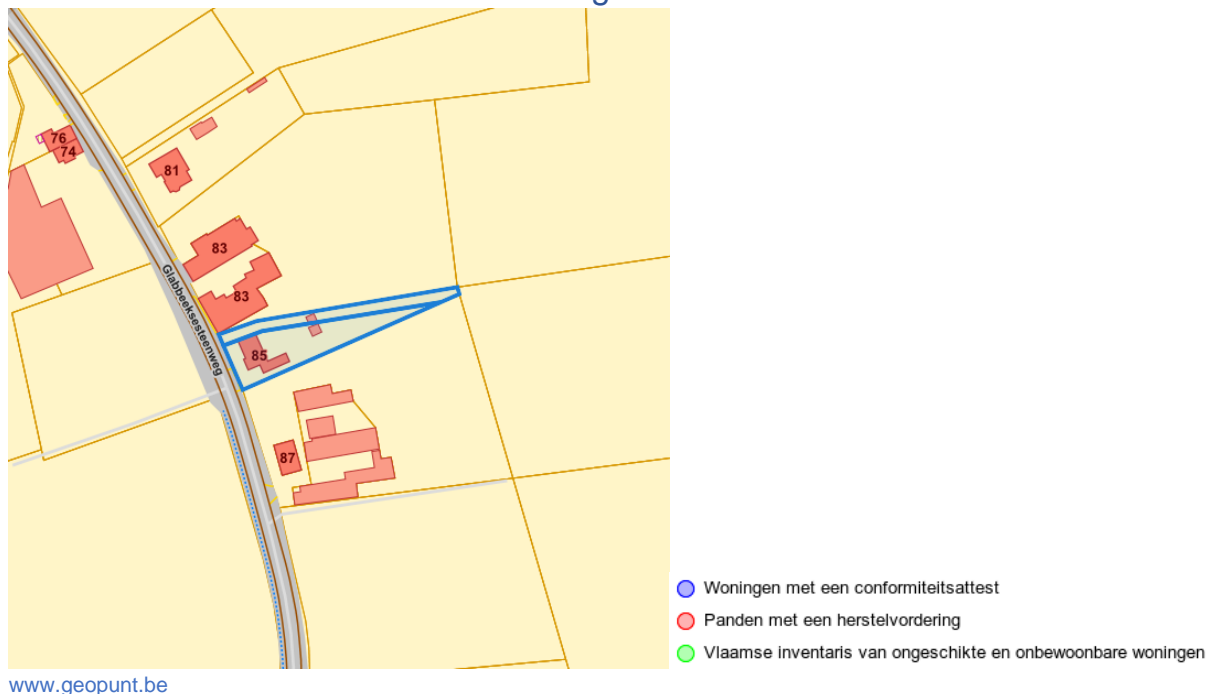 76
74
81
83
83
Glabbeeksesteenweg
85
87
Woningen met een conformiteitsattest
Panden met een herstelvordering
Vlaamse inventaris van ongeschikte en onbewoonbare woningen
www.geopunt.be